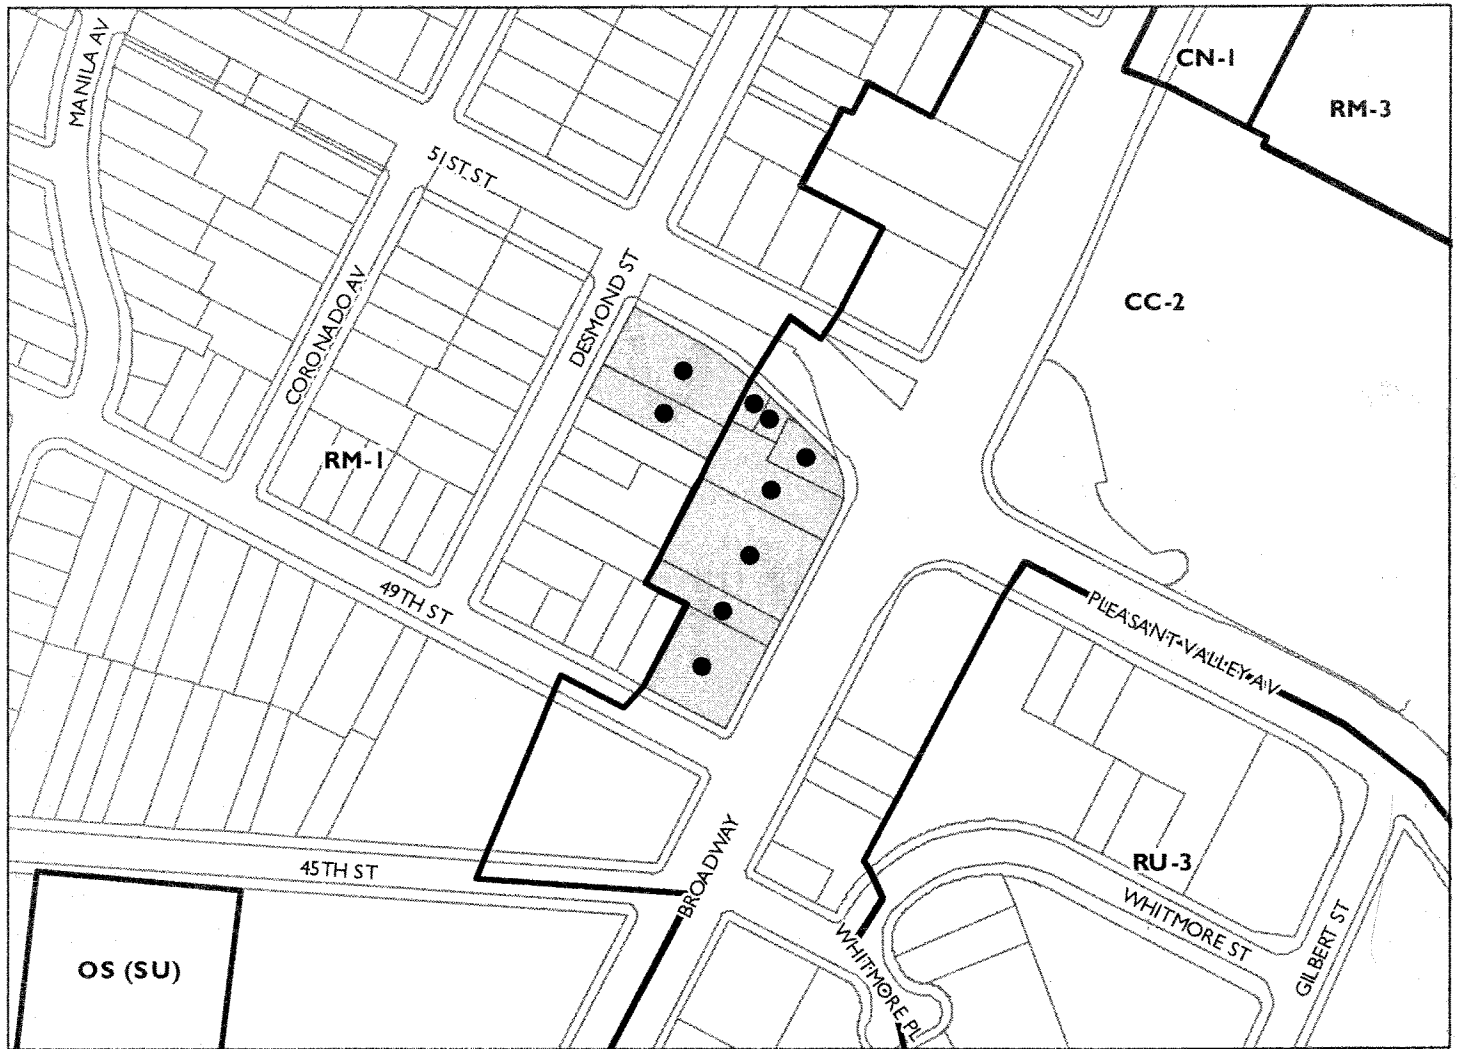 MANILA AV
CN-1
RM-3
51ST ST
DESMOND ST
CORONADO AV
CC-2
RM-1
49TH ST
PLEASANT VALLEY AV
45TH ST
BROADWAY
RU-3
WHITMORE ST
GILBERT ST
WHITMORE PL
OS (SU)